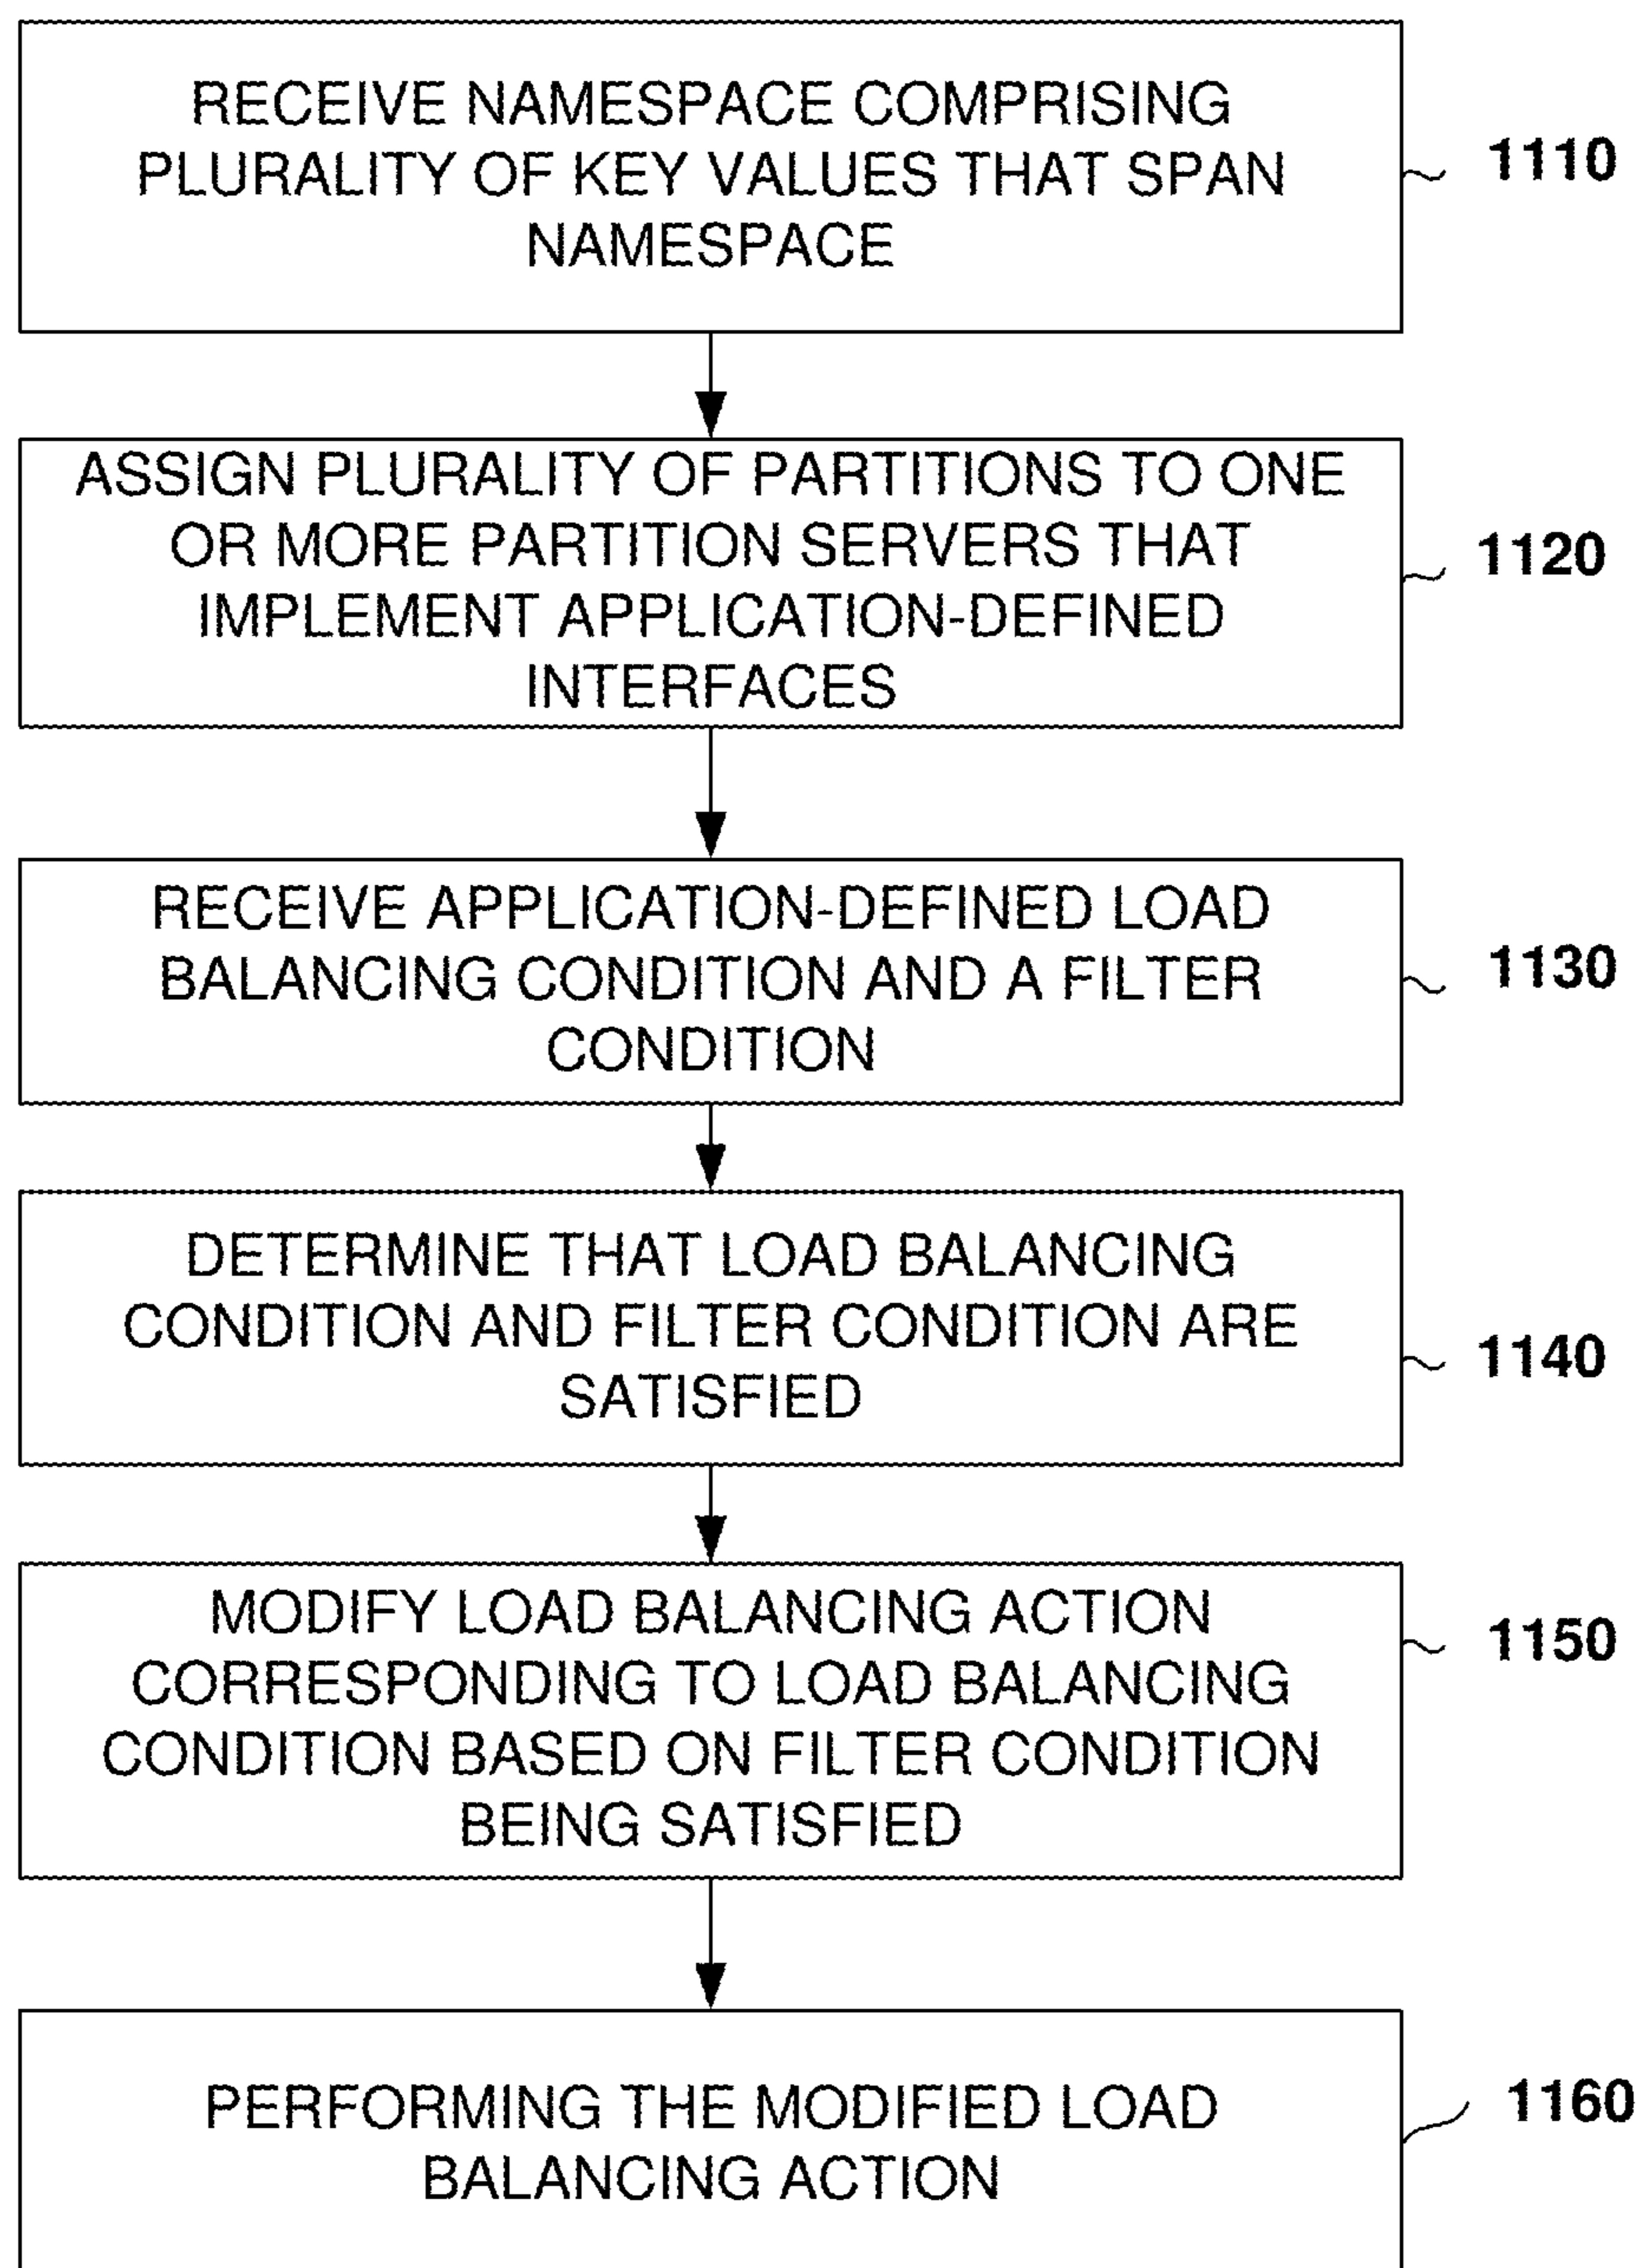 RECEIVE NAMESPACE COMPRISING
PLURALITY OF KEY VALUES THAT SPAN
NAMESPACE
1110
ASSIGN PLURALITY OF PARTITIONS TO ONE
OR MORE PARTITION SERVERS THAT
IMPLEMENT APPLICATION-DEFINED
INTERFACES
1120
RECEIVE APPLICATION-DEFINED LOAD
BALANCING CONDITION AND A FILTER
CONDITION
1130
DETERMINE THAT LOAD BALANCING
CONDITION AND FILTER CONDITION ARE
SATISFIED
1140
MODIFY LOAD BALANCING ACTION
CORRESPONDING TO LOAD BALANCING
CONDITION BASED ON FILTER CONDITION
BEING SATISFIED
1150
PERFORMING THE MODIFIED LOAD
BALANCING ACTION
1160